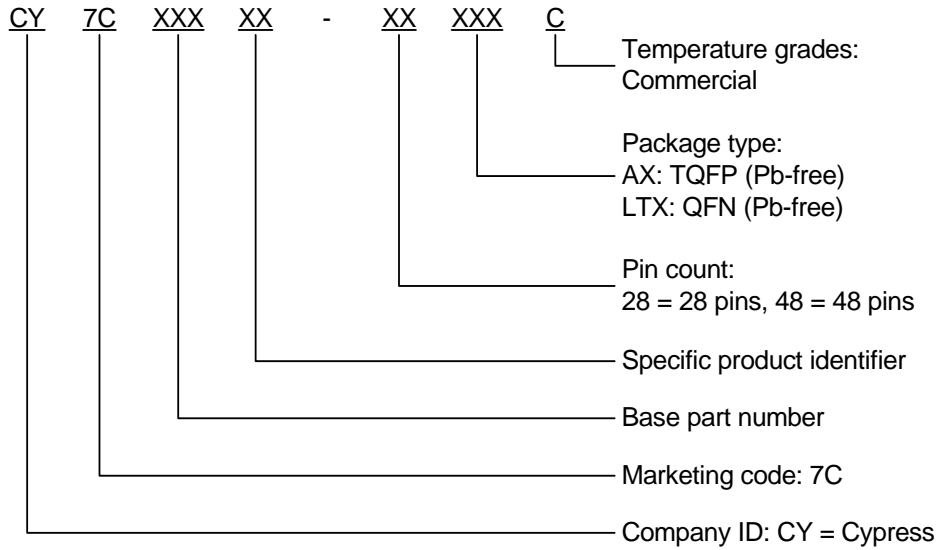 CY 7C XXX XX - XX XXX C
Temperature grades:
Commercial
Package type:
AX: TQFP (Pb-free)
LTX: QFN (Pb-free)
Pin count:
28 = 28 pins, 48 = 48 pins
Specific product identifier
Base part number
Marketing code: 7C
Company ID: CY = Cypress